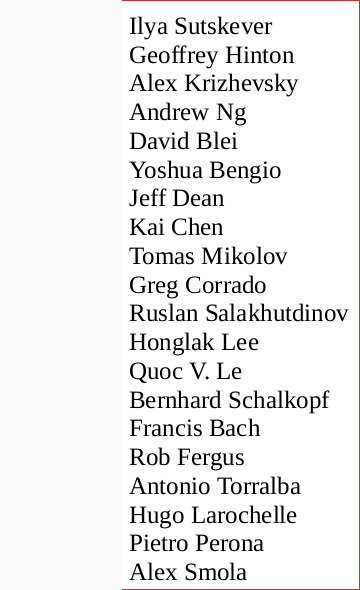 Ilya Sutskever
Geoffrey Hinton
Alex Krizhevsky
Andrew Ng
David Blei
Yoshua Bengio
Jeff Dean
Kai Chen
Tomas Mikolov
Greg Corrado
Ruslan Salakhutdinov
Honglak Lee
Quoc V. Le
Bernhard Schalkopf
Francis Bach
Rob Fergus
Antonio Torralba
Hugo Larochelle
Pietro Perona
Alex Smola